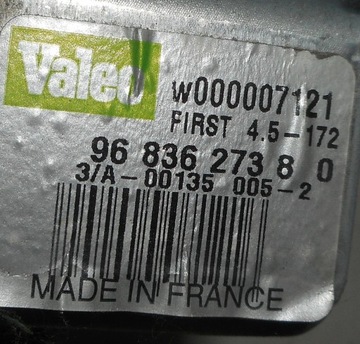 Valeo
W000007121
FIRST 4.5-172
96 836 273 8 0
3/A-00135 005-2
MADE IN FRANCE